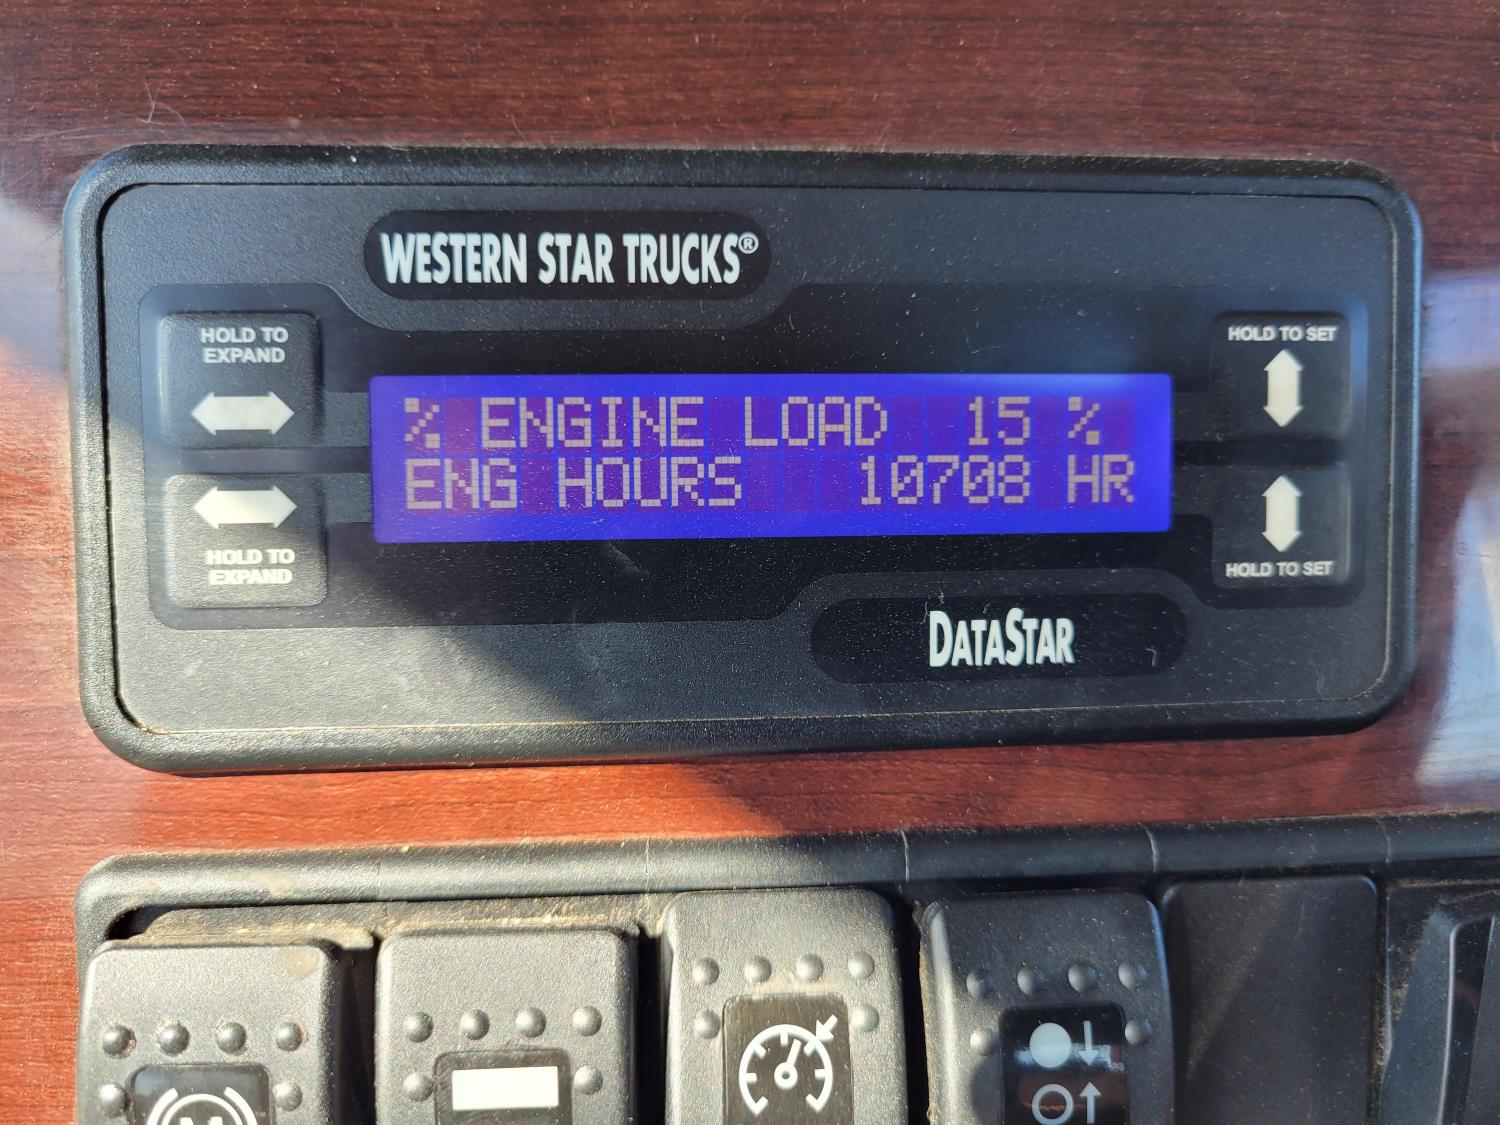 WESTERN STAR TRUCKS®
HOLD TO
EXPAND
HOLD TO SET
% ENGINE LOAD 15 %
ENG HOURS 10708 HR
HOLD TO
EXPAND
HOLD TO SET
DATASTAR